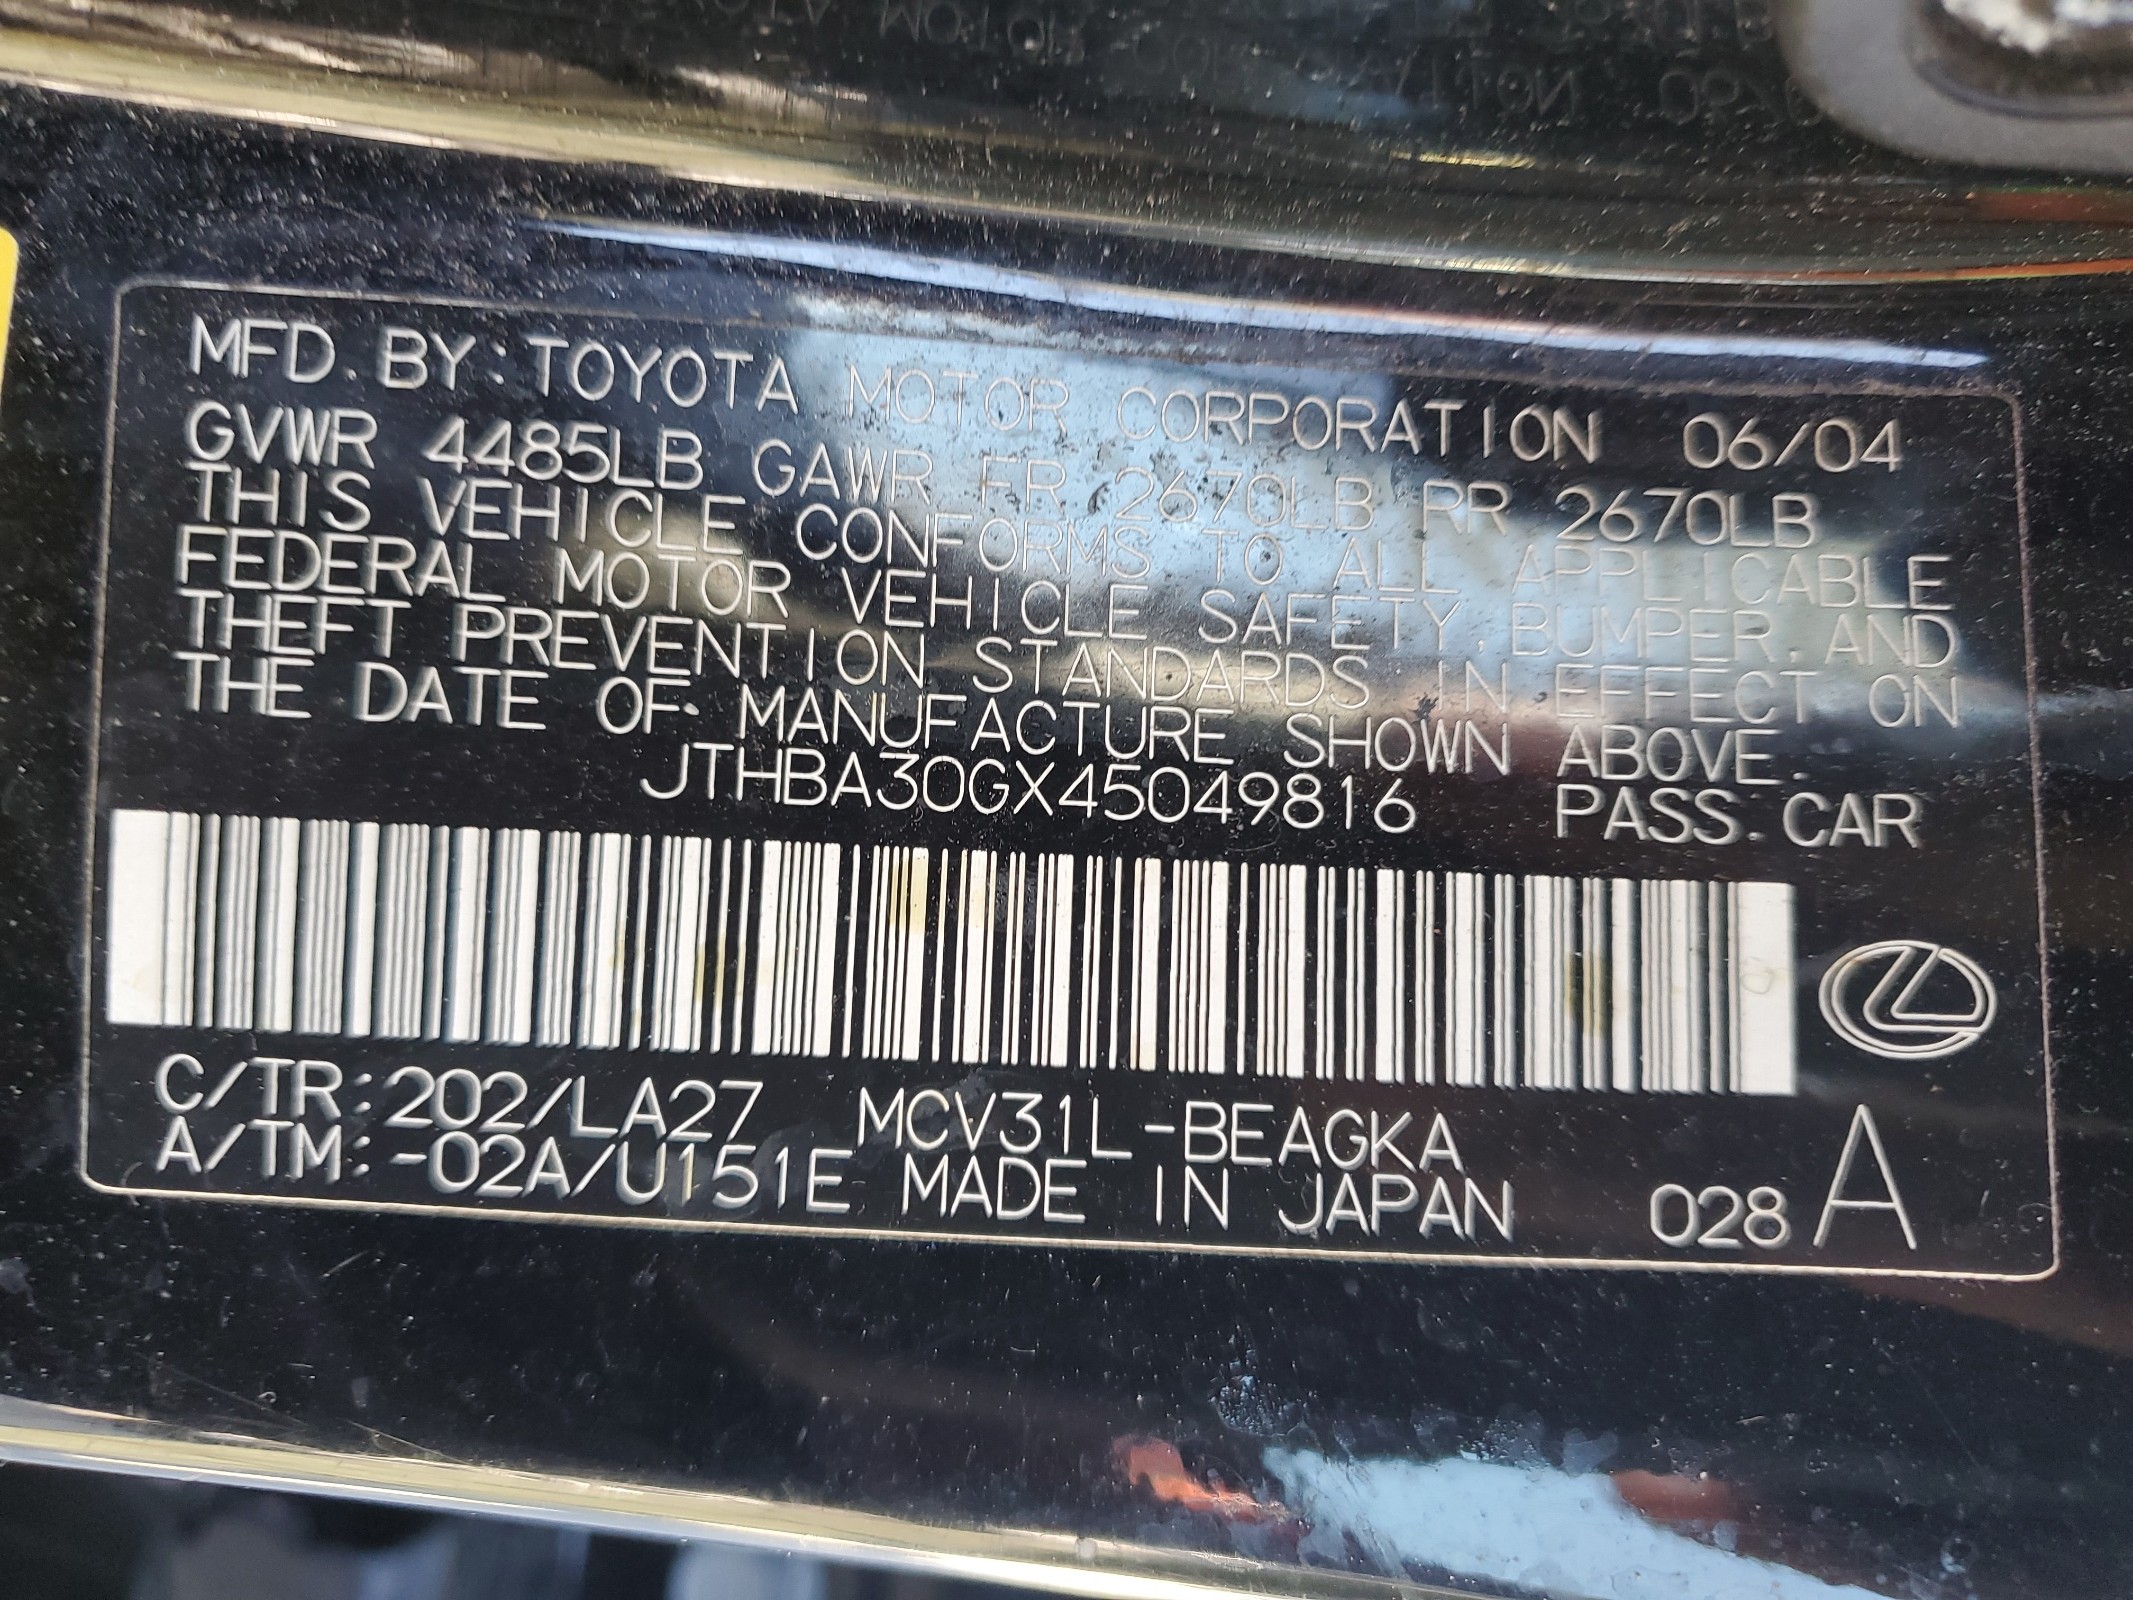 MFD. BY: TOYOTA MOTOR CORPORATION 06/04
GVWR 4485LB GAWR FR 2670LB RR 2670LB
THIS VEHICLE CONFORMS TO ALL APPLICABLE
FEDERAL MOTOR VEHICLE SAFETY, BUMPER, AND
THEFT PREVENTION STANDARDS IN EFFECT ON
THE DATE OF MANUFACTURE SHOWN ABOVE.
JTHBA30GX45049816 PASS. CAR
C/TR:202/LA27 MCV31L-BEAGKA
A/TM:-02A/U151E MADE IN JAPAN 028 A